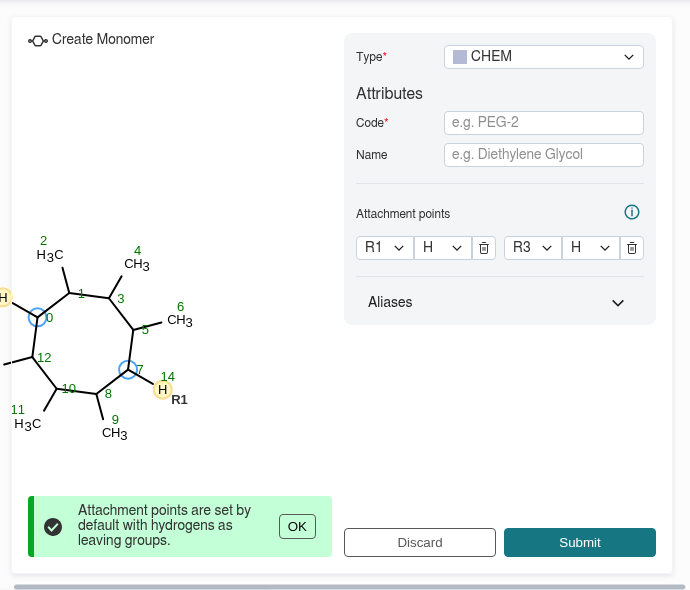 Create Monomer
Type*
CHEM
Attributes
Code*
e.g. PEG-2
Name
e.g. Diethylene Glycol
Attachment points
R1
H
R3
H
Aliases
2
H3C
4
CH3
H
1
3
6
CH3
0
5
12
7
14
H
R1
10
8
11
H3C
9
CH3
Attachment points are set by
default with hydrogens as
leaving groups.
OK
Discard
Submit